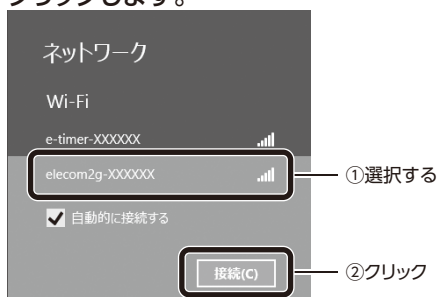 クリックします。
ネットワーク
Wi-Fi
e-timer-XXXXXX
elecom2g-XXXXXX
①選択する
自動的に接続する
接続(C)
②クリック